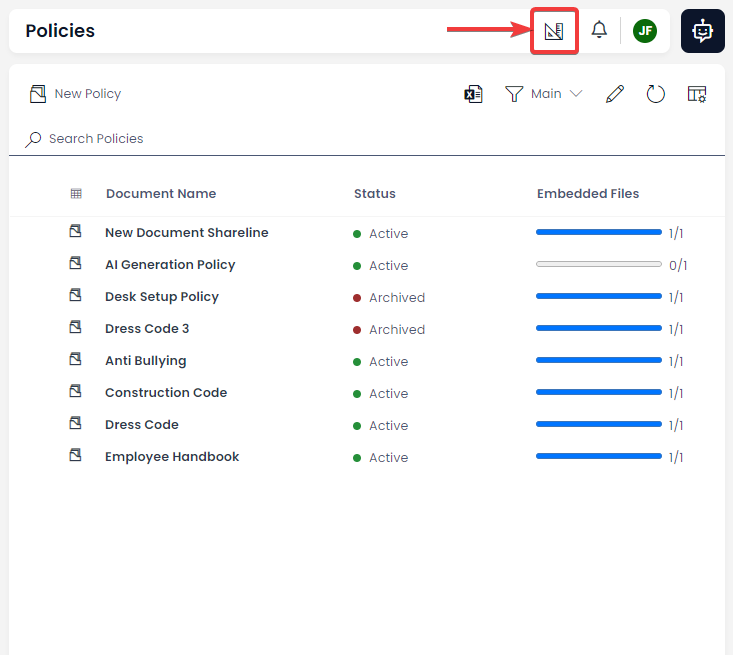 Policies
JF
New Policy
Main
Search Policies
Document Name Status Embedded Files
New Document Shareline Active 1/1
AI Generation Policy Active 0/1
Desk Setup Policy Archived 1/1
Dress Code 3 Archived 1/1
Anti Bullying Active 1/1
Construction Code Active 1/1
Dress Code Active 1/1
Employee Handbook Active 1/1